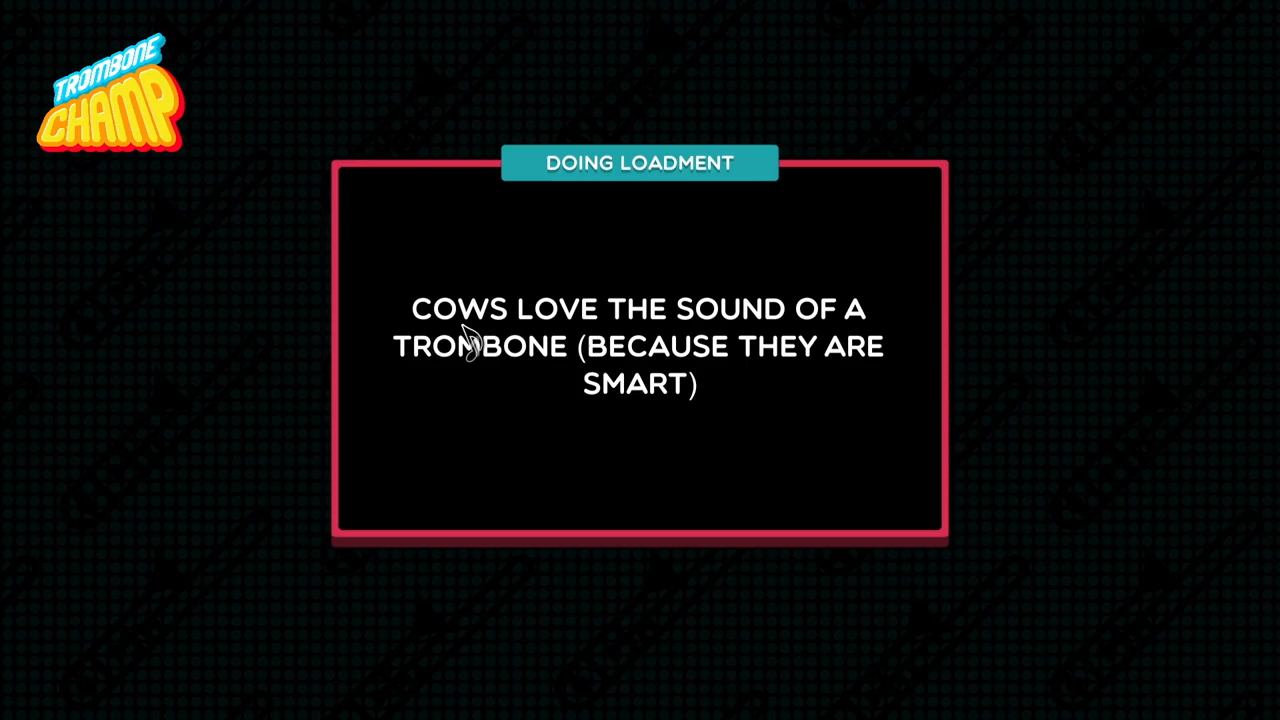 TROMBONE
CHAMP
DOING LOADMENT
COWS LOVE THE SOUND OF A
TROMBONE (BECAUSE THEY ARE
SMART)